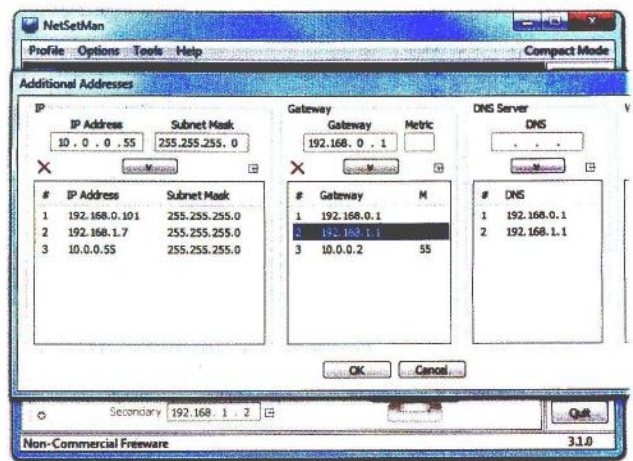 NetSetMan
Profile Options Tools Help Compact Mode
Additional Addresses
IP
IP Address Subnet Mask
10 . 0 . 0 .55 255.255.255. 0
# IP Address Subnet Mask
1 192.168.0.101 255.255.255.0
2 192.168.1.7 255.255.255.0
3 10.0.0.55 255.255.255.0
Gateway
Gateway Metric
192.168. 0 . 1
# Gateway M
1 192.168.0.1
2 192.168.1.1
3 10.0.0.2 55
DNS Server
DNS
. . .
# DNS
1 192.168.0.1
2 192.168.1.1
OK Cancel
Secondary 192.168. 1 . 2
Quit
Non-Commercial Freeware 3.1.0